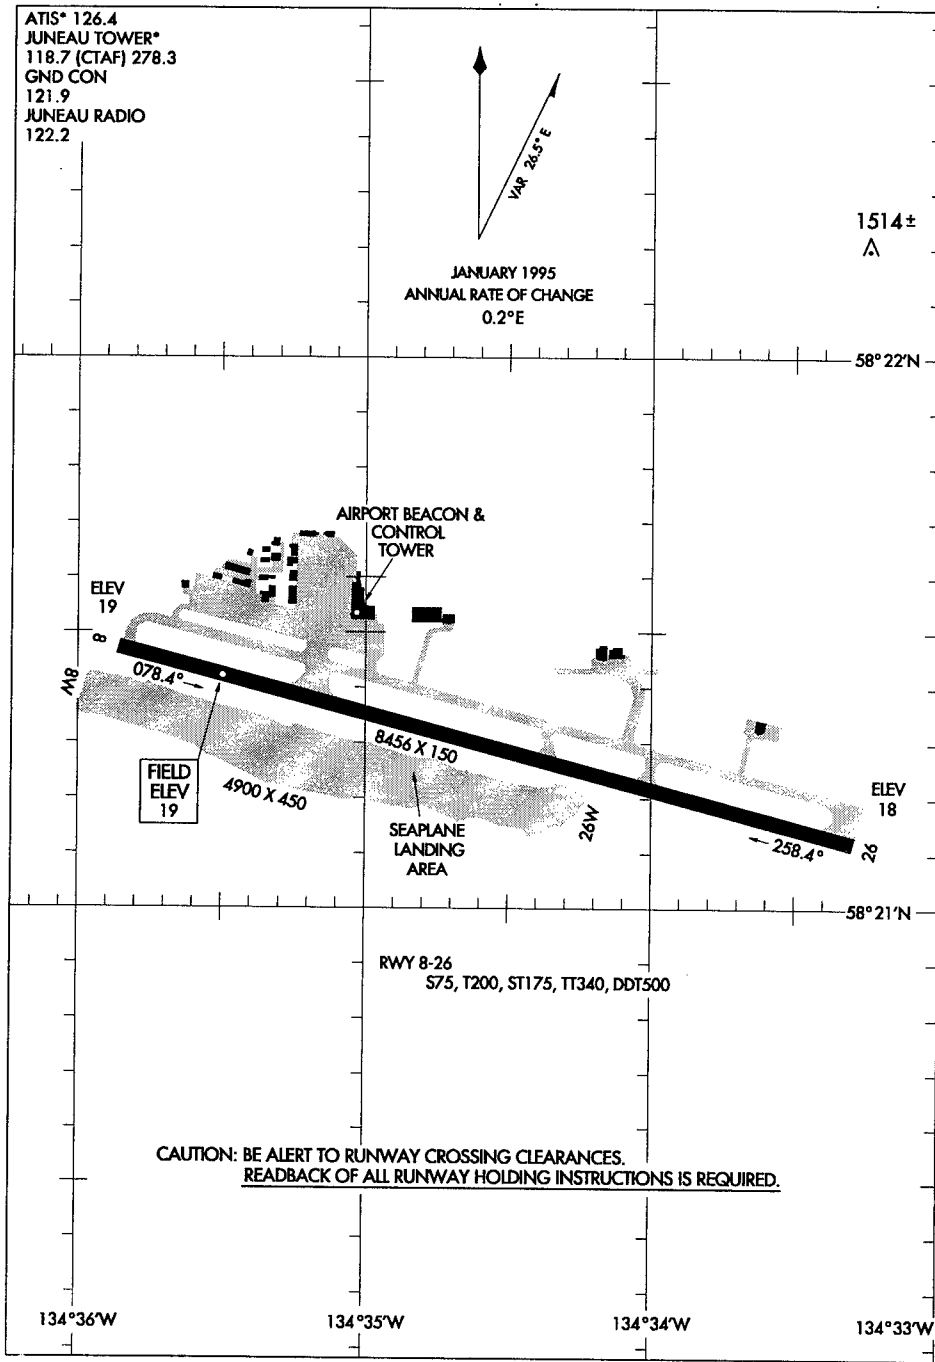 ATIS* 126.4
JUNEAU TOWER*
118.7 (CTAF) 278.3
GND CON
121.9
JUNEAU RADIO
122.2
VAR 26.5° E
1514±
JANUARY 1995
ANNUAL RATE OF CHANGE
0.2°E
58°22'N
AIRPORT BEACON &
CONTROL
TOWER
ELEV
19
8
8W
078.4°
8456 X 150
FIELD
ELEV
19
4900 X 450
SEAPLANE
LANDING
AREA
26W
ELEV
18
26
258.4°
58°21'N
RWY 8-26
S75, T200, ST175, TT340, DDT500
CAUTION: BE ALERT TO RUNWAY CROSSING CLEARANCES.
READBACK OF ALL RUNWAY HOLDING INSTRUCTIONS IS REQUIRED.
134°36'W
134°35'W
134°34'W
134°33'W